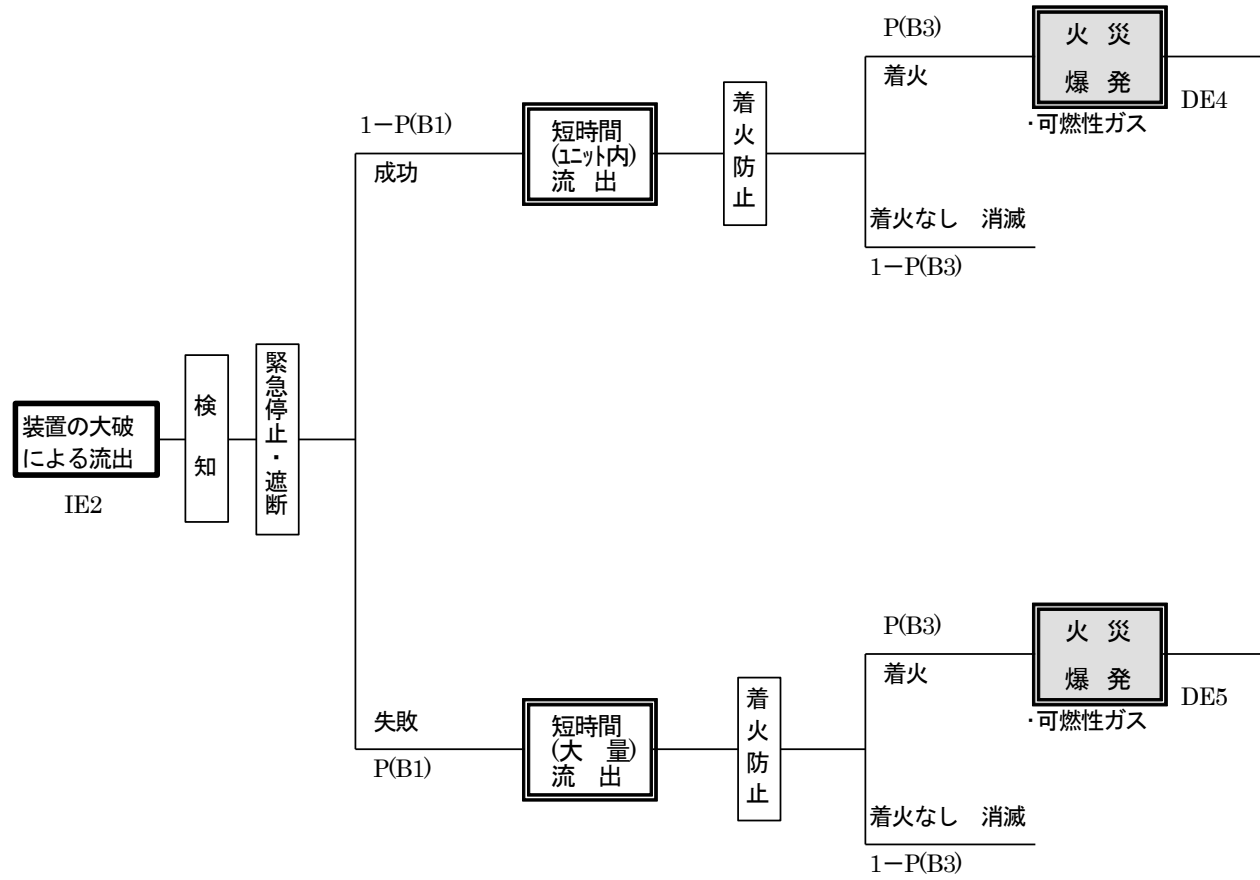 P(B3)
着火
火 災
爆 発
DE4
・可燃性ガス
1－P(B1)
成功
短時間
(ユニット内)
流 出
着火防止
着火なし 消滅
1－P(B3)
装置の大破
による流出
IE2
検知
緊急停止・遮断
P(B3)
着火
火 災
爆 発
DE5
・可燃性ガス
失敗
P(B1)
短時間
(大 量)
流 出
着火防止
着火なし 消滅
1－P(B3)